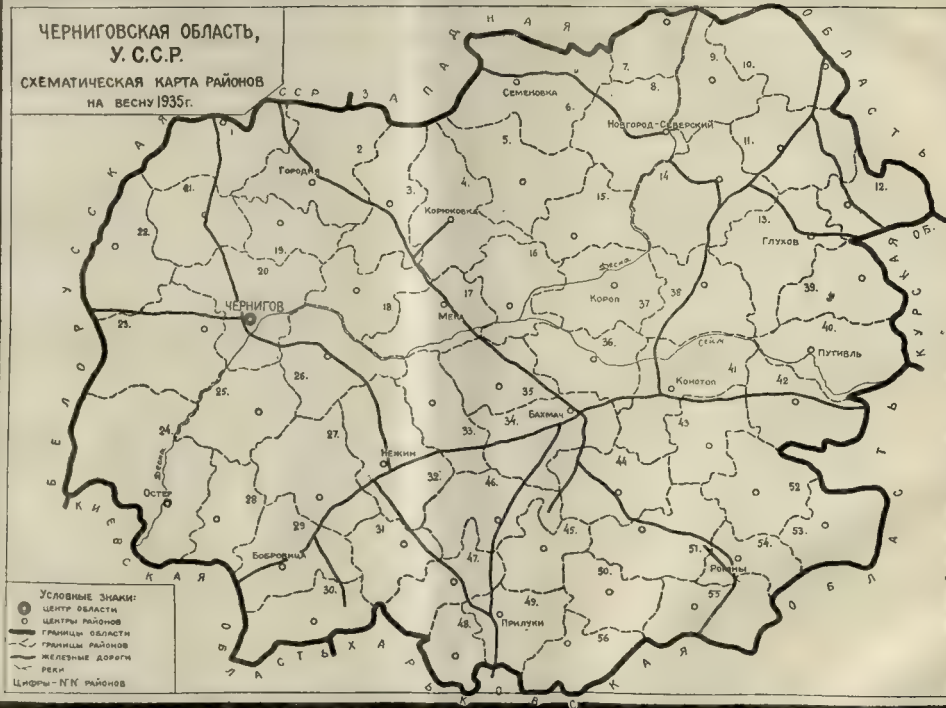 ЧЕРНИГОВСКАЯ ОБЛАСТЬ,
У. С.С.Р.
СХЕМАТИЧЕСКАЯ КАРТА РАЙОНОВ
НА ВЕСНУ 1935г.
БЕЛОРУССКАЯ ССР
ЗАПАДНАЯ ОБЛАСТЬ
КУРСКАЯ ОБ.
ХАРЬКОВСКАЯ ОБЛАСТЬ
КИЕВСКАЯ ОБЛАСТЬ
1.
7.
9.
10.
8.
СЕМЕНОВКА
6.
НОВГОРОД-СЕВЕРСКИЙ
5.
2.
11.
ГОРОДНЯ
14
12.
21.
3.
4.
15.
КОРЮКОВКА
13.
22.
ГЛУХОВ
19.
16
20
ДЕСНА
17
КОРОП
37
38
39.
18.
ЧЕРНИГОВ
МЕНА
23.
40.
36.
СЕЙМ
ПУТИВЛЬ
26.
41
42
25.
35
КОНОТОП
34.
БАХМАЧ
43
24.
27.
33.
НЕЖИН
44
ДЕСНА
32.
46.
ОСТЕР
28
52
29
31
45.
53.
51.
54.
БОБРОВИЦА
47.
РОМНЫ
50.
30.
49.
55
48.
ПРИЛУКИ
56
УСЛОВНЫЕ ЗНАКИ:
ЦЕНТР ОБЛАСТИ
ЦЕНТРЫ РАЙОНОВ
ГРАНИЦЫ ОБЛАСТИ
ГРАНИЦЫ РАЙОНОВ
ЖЕЛЕЗНЫЕ ДОРОГИ
РЕКИ
ЦИФРЫ-NN РАЙОНОВ